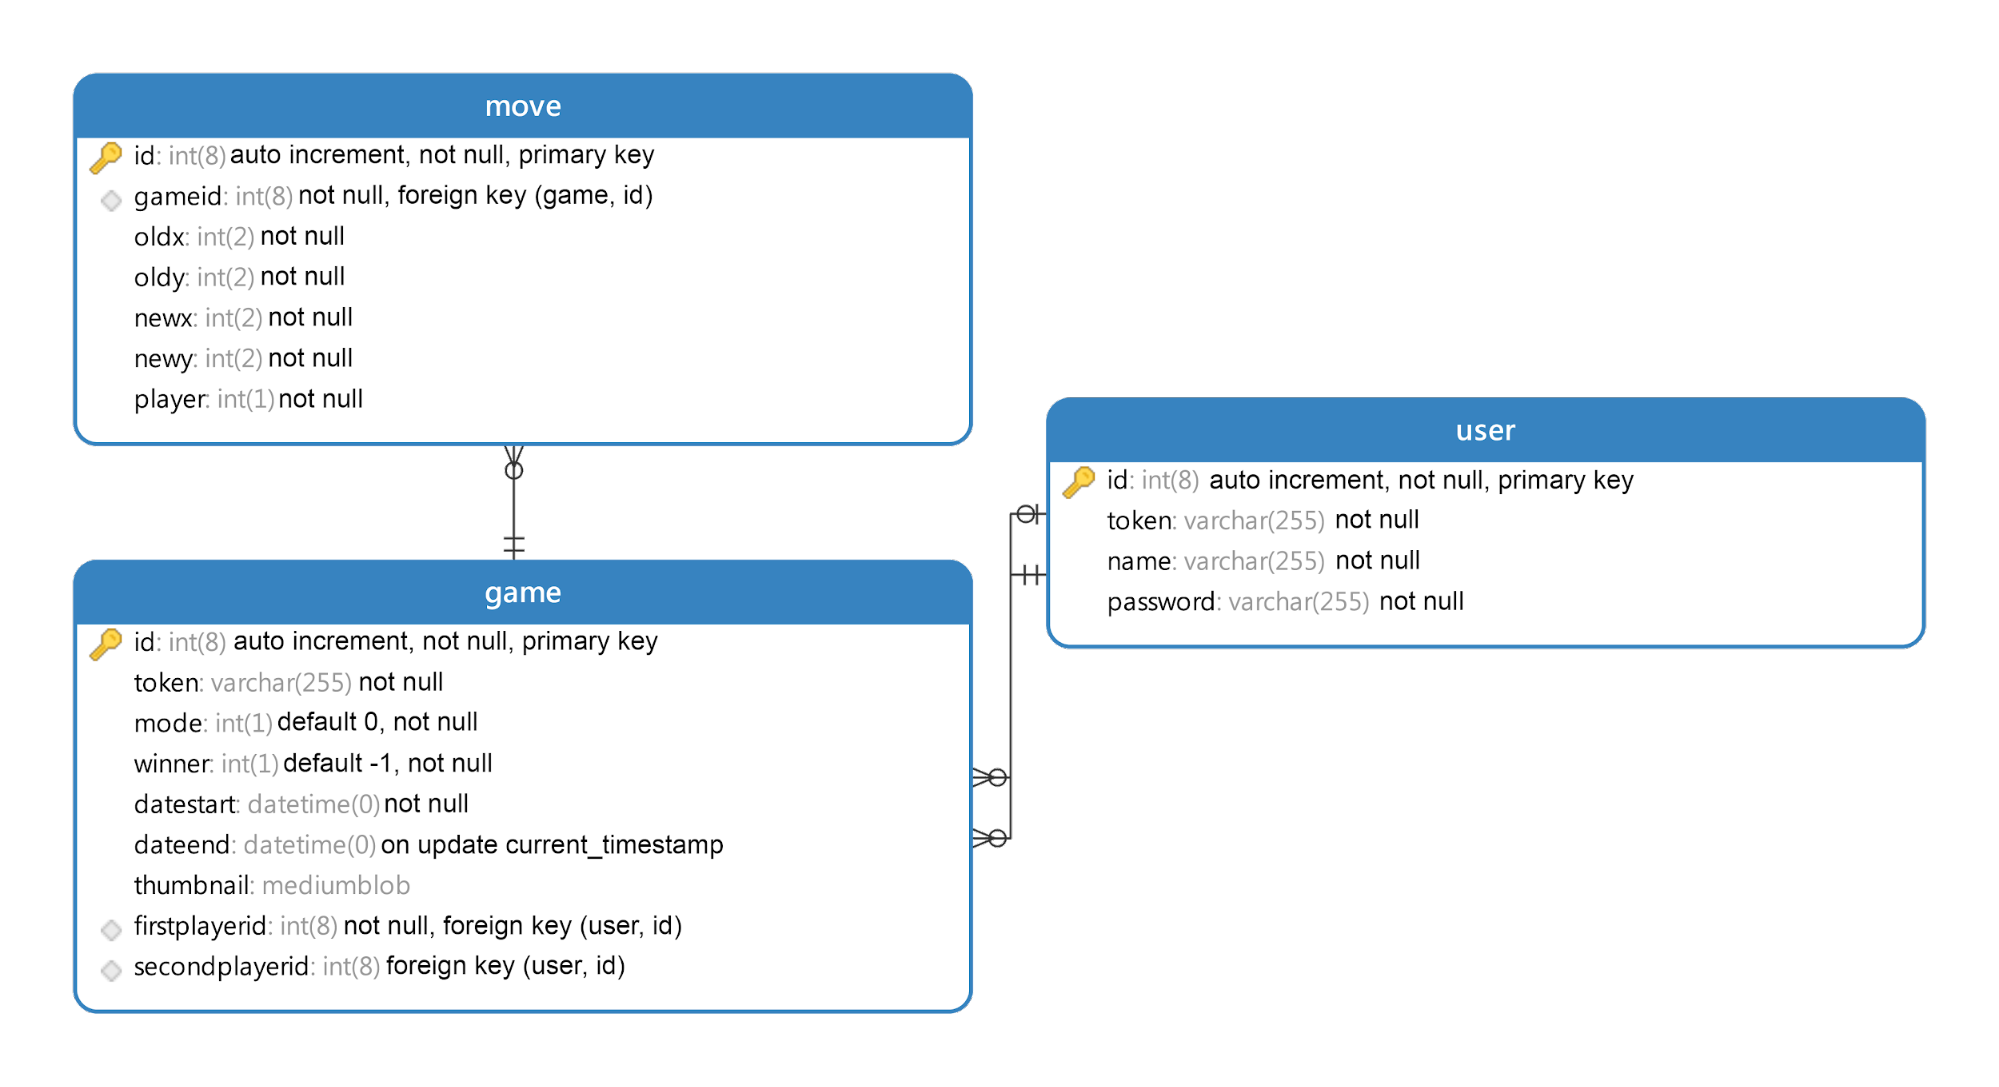 move
id: int(8) auto increment, not null, primary key
gameid: int(8) not null, foreign key (game, id)
oldx: int(2) not null
oldy: int(2) not null
newx: int(2) not null
newy: int(2) not null
player: int(1) not null
user
id: int(8) auto increment, not null, primary key
token: varchar(255) not null
name: varchar(255) not null
password: varchar(255) not null
game
id: int(8) auto increment, not null, primary key
token: varchar(255) not null
mode: int(1) default 0, not null
winner: int(1) default -1, not null
datestart: datetime(0) not null
dateend: datetime(0) on update current_timestamp
thumbnail: mediumblob
firstplayerid: int(8) not null, foreign key (user, id)
secondplayerid: int(8) foreign key (user, id)